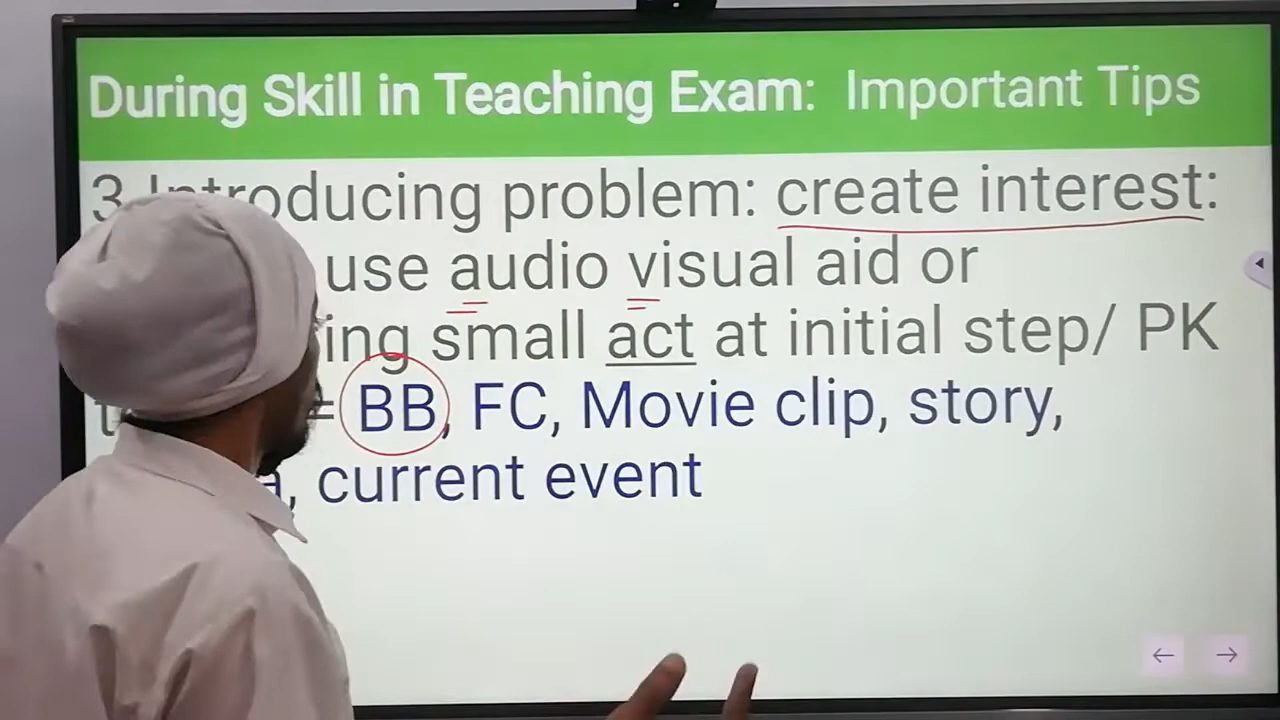 During Skill in Teaching Exam: Important Tips
3 Introducing problem: create interest:
use audio visual aid or
ing small act at initial step/ PK
= BB, FC, Movie clip, story,
a, current event